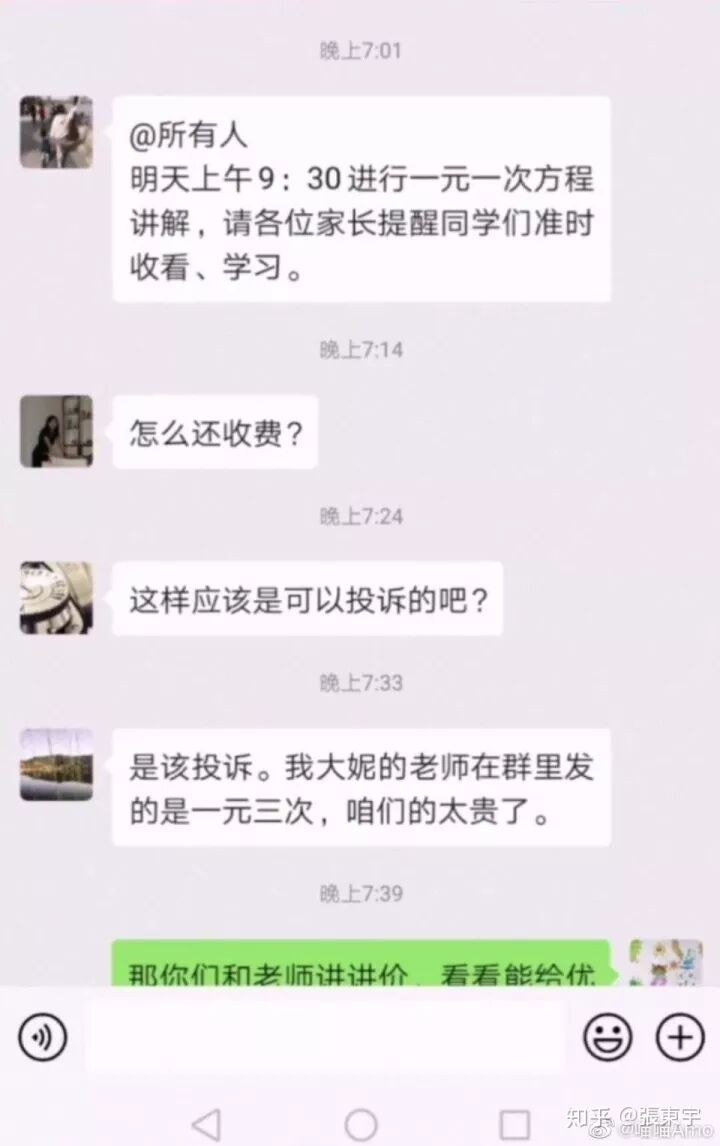 晚上7:01
@所有人
明天上午9：30进行一元一次方程
讲解，请各位家长提醒同学们准时
收看、学习。
晚上7:14
怎么还收费？
晚上7:24
这样应该是可以投诉的吧？
晚上7:33
是该投诉。我大妮的老师在群里发
的是一元三次，咱们的太贵了。
晚上7:39
那你们和老师讲讲价，看看能给优
知乎 @張東宇
@喵喵Amo